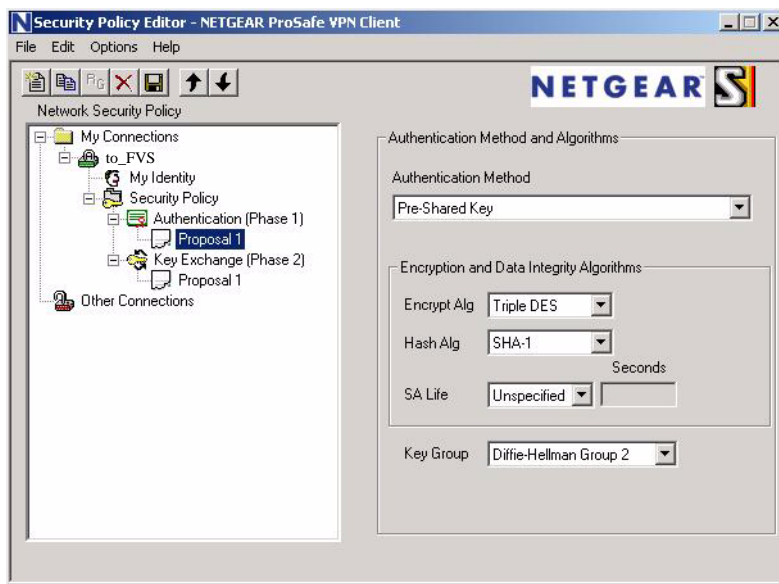 Security Policy Editor - NETGEAR ProSafe VPN Client
File Edit Options Help
NETGEAR
Network Security Policy
My Connections
to_FVS
My Identity
Security Policy
Authentication (Phase 1)
Proposal 1
Key Exchange (Phase 2)
Proposal 1
Other Connections
Authentication Method and Algorithms
Authentication Method
Pre-Shared Key
Encryption and Data Integrity Algorithms
Encrypt Alg Triple DES
Hash Alg SHA-1
Seconds
SA Life Unspecified
Key Group Diffie-Hellman Group 2